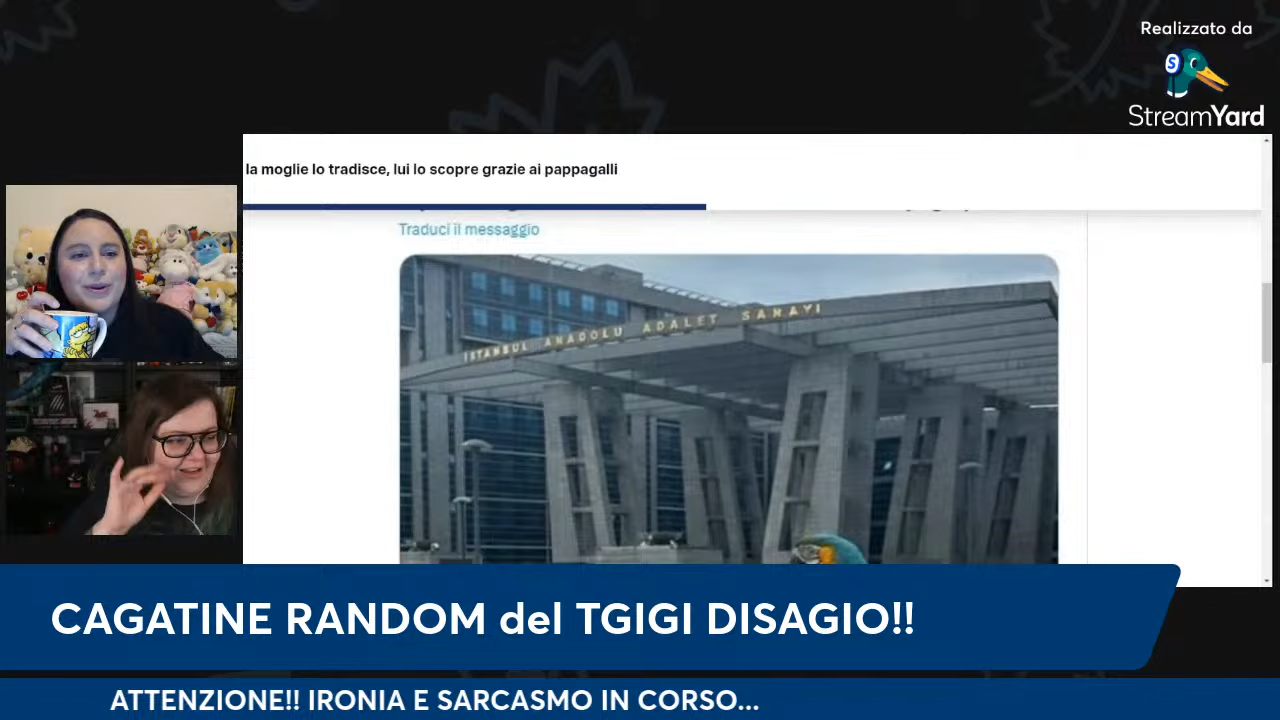 Realizzato da
S
StreamYard
la moglie lo tradisce, lui lo scopre grazie ai pappagalli
Traduci il messaggio
ISTANBUL ANADOLU ADALET SARAYI
CAGATINE RANDOM del TGIGI DISAGIO!!
ATTENZIONE!! IRONIA E SARCASMO IN CORSO...